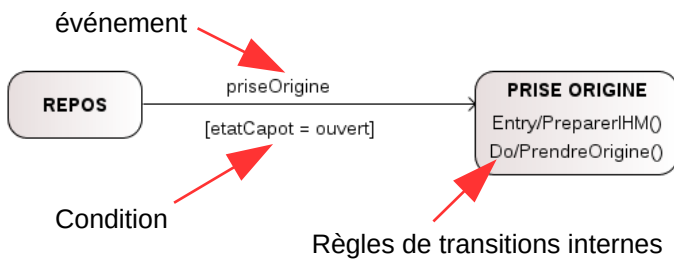 événement
priseOrigine
REPOS
[etatCapot = ouvert]
PRISE ORIGINE
Entry/PreparerIHM()
Do/PrendreOrigine()
Condition
Règles de transitions internes